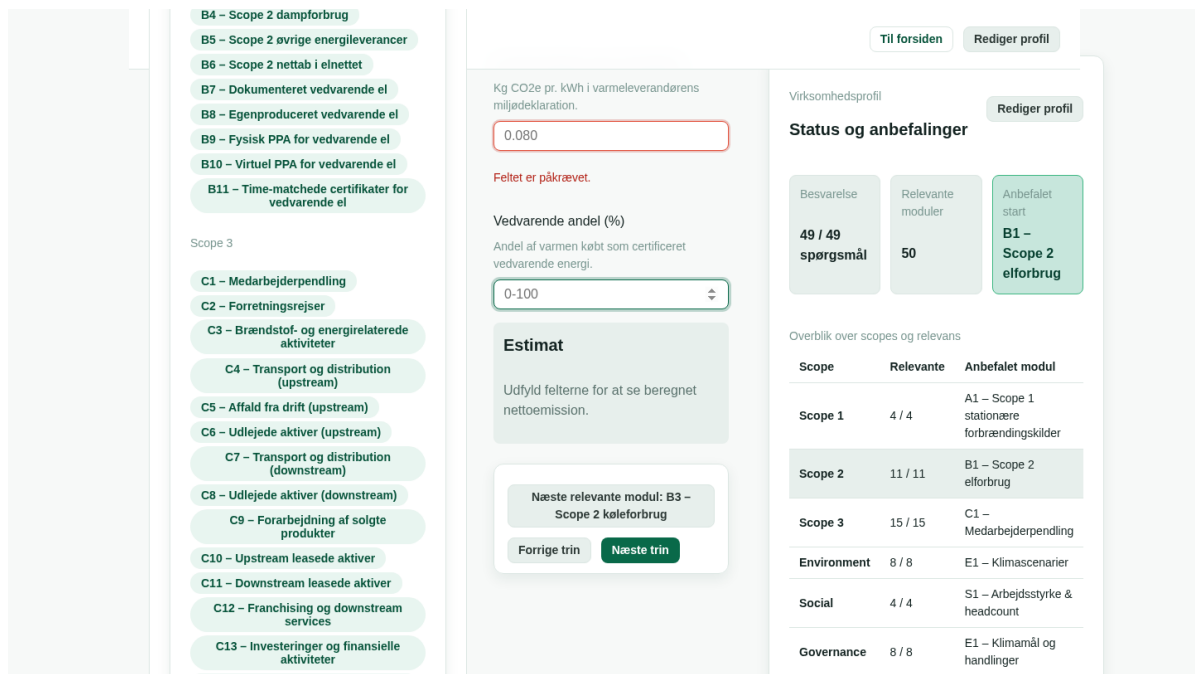 B4 – Scope 2 dampforbrug
B5 – Scope 2 øvrige energileverancer
B6 – Scope 2 nettab i elnettet
B7 – Dokumenteret vedvarende el
B8 – Egenproduceret vedvarende el
B9 – Fysisk PPA for vedvarende el
B10 – Virtuel PPA for vedvarende el
B11 – Time-matchede certifikater for
vedvarende el
Scope 3
C1 – Medarbejderpendling
C2 – Forretningsrejser
C3 – Brændstof- og energirelaterede
aktiviteter
C4 – Transport og distribution
(upstream)
C5 – Affald fra drift (upstream)
C6 – Udlejede aktiver (upstream)
C7 – Transport og distribution
(downstream)
C8 – Udlejede aktiver (downstream)
C9 – Forarbejdning af solgte
produkter
C10 – Upstream leasede aktiver
C11 – Downstream leasede aktiver
C12 – Franchising og downstream
services
C13 – Investeringer og finansielle
aktiviteter
Til forsiden
Rediger profil
Kg CO2e pr. kWh i varmeleverandørens
miljødeklaration.
0.080
Feltet er påkrævet.
Vedvarende andel (%)
Andel af varmen købt som certificeret
vedvarende energi.
0-100
Estimat
Udfyld felterne for at se beregnet
nettoemission.
Næste relevante modul: B3 –
Scope 2 køleforbrug
Forrige trin
Næste trin
Virksomhedsprofil
Status og anbefalinger
Rediger profil
Besvarelse
49 / 49
spørgsmål
Relevante
moduler
50
Anbefalet
start
B1 –
Scope 2
elforbrug
Overblik over scopes og relevans
Scope Relevante Anbefalet modul
Scope 1 4 / 4 A1 – Scope 1
stationære
forbrændingskilder
Scope 2 11 / 11 B1 – Scope 2
elforbrug
Scope 3 15 / 15 C1 –
Medarbejderpendling
Environment 8 / 8 E1 – Klimascenarier
Social 4 / 4 S1 – Arbejdsstyrke &
headcount
Governance 8 / 8 E1 – Klimamål og
handlinger